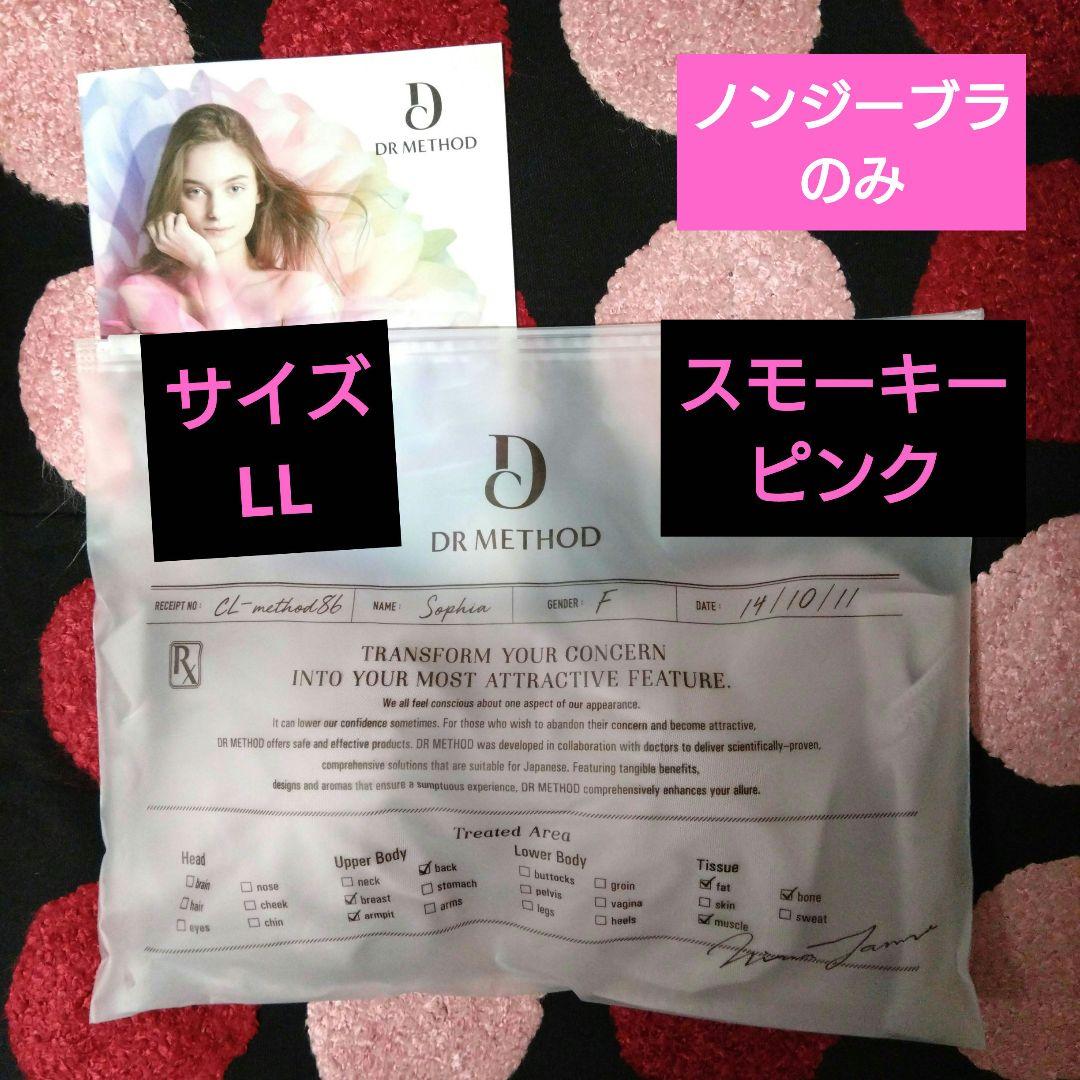 DR METHOD
ノンジーブラ
のみ
サイズ
LL
スモーキー
ピンク
DR METHOD
RECEIPT NO: CL-method86 NAME: Sophia GENDER: F DATE: 14/10/11
Rx
TRANSFORM YOUR CONCERN
INTO YOUR MOST ATTRACTIVE FEATURE.
We all feel conscious about one aspect of our appearance.
It can lower our confidence sometimes. For those who wish to abandon their concern and become attractive,
DR METHOD offers safe and effective products. DR METHOD was developed in collaboration with doctors to deliver scientifically-proven,
comprehensive solutions that are suitable for Japanese. Featuring tangible benefits,
designs and aromas that ensure a sumptuous experience, DR METHOD comprehensively enhances your allure.
Treated Area
Head
brain
hair
eyes
nose
cheek
chin
Upper Body
neck
breast
armpit
back
stomach
arms
Lower Body
buttocks
pelvis
legs
groin
vagina
heels
Tissue
fat
skin
muscle
bone
sweat